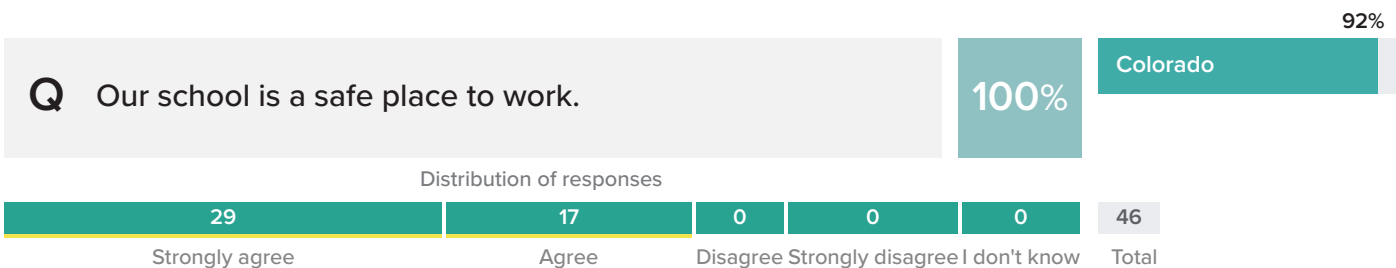 92%
Q Our school is a safe place to work.
100%
Colorado
Distribution of responses
29 17 0 0 0 46
Strongly agree Agree Disagree Strongly disagree I don't know Total